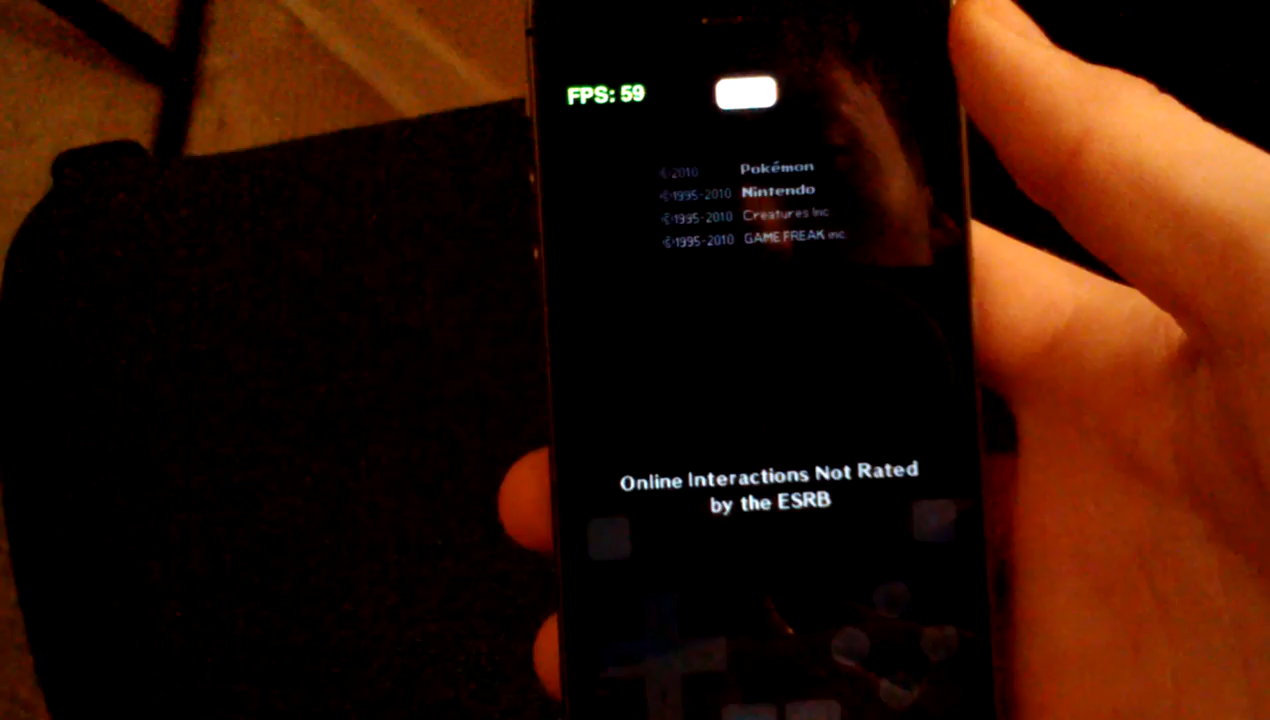 FPS: 59
©2010 Pokémon
©1995-2010 Nintendo
©1995-2010 Creatures Inc.
©1995-2010 GAME FREAK inc.
Online Interactions Not Rated
by the ESRB